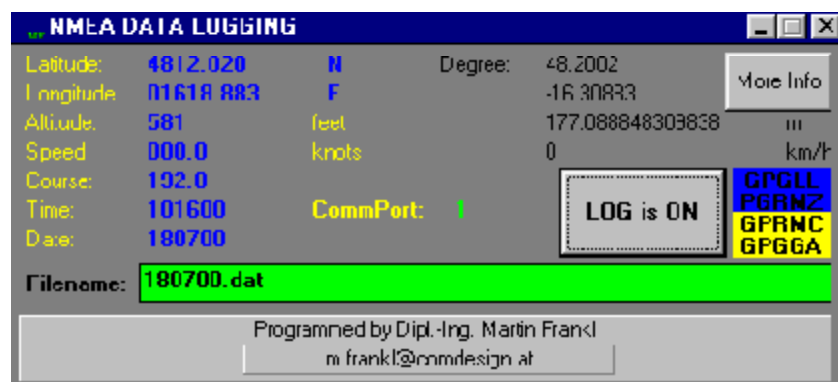 NMEA DATA LOGGING
Latitude: 4812.020 N Degree: 48.2002
Longitude 01618.883 E -16.30883 More Info
Altitude. 581 feet 177.088848309838 m
Speed 000.0 knots 0 km/h
Course: 192.0 GPGLL
Time: 101600 CommPort: 1 LOG is ON PGRMZ
Date: 180700 GPRMC
GPGGA
Filename: 180700.dat
Programmed by Dipl.-Ing. Martin Frankl
m.frankl@comdesign.at